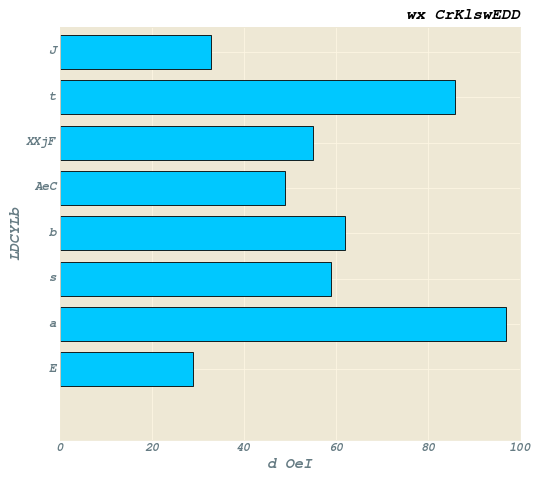 wx CrKlswEDD
J
t
XXjF
AeC
b
s
a
E
LDCYLb
0 20 40 60 80 100
d OeI